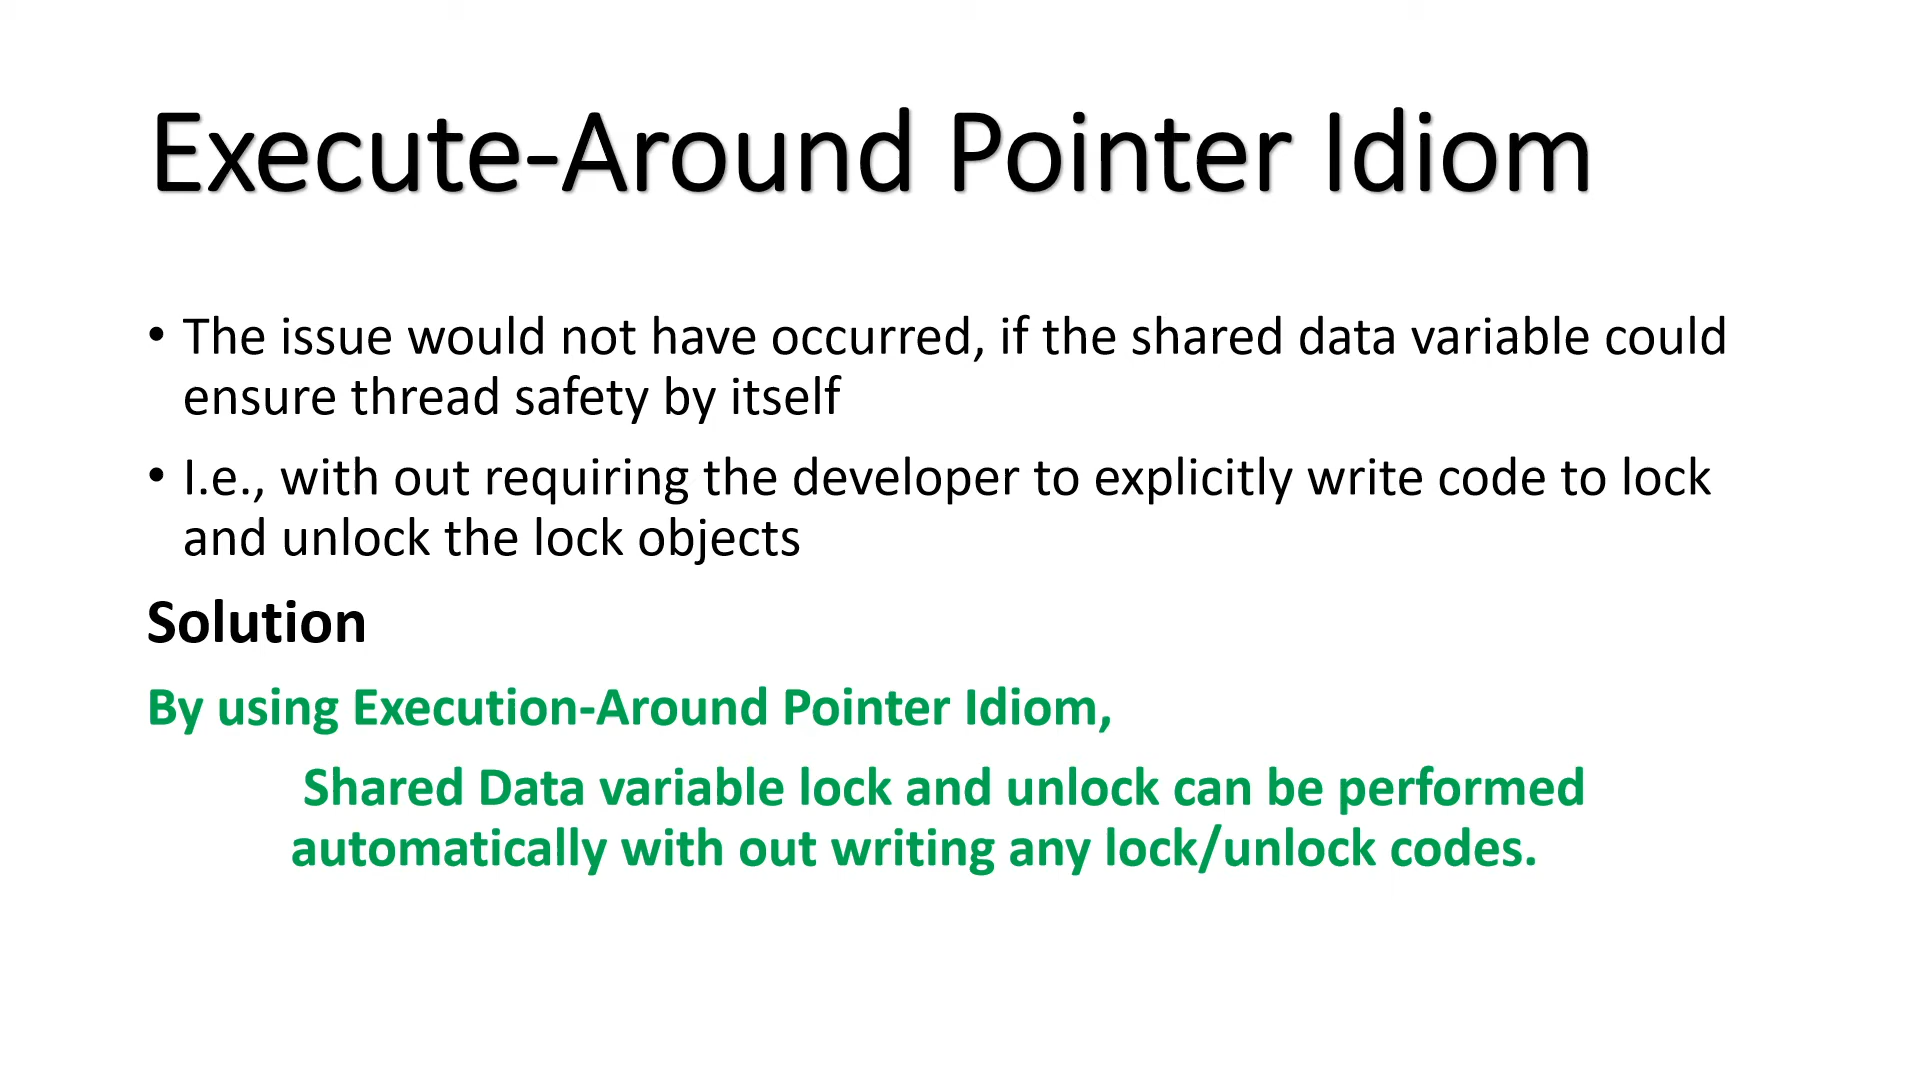 Execute-Around Pointer Idiom
• The issue would not have occurred, if the shared data variable could
ensure thread safety by itself
• I.e., with out requiring the developer to explicitly write code to lock
and unlock the lock objects
Solution
By using Execution-Around Pointer Idiom,
Shared Data variable lock and unlock can be performed
automatically with out writing any lock/unlock codes.